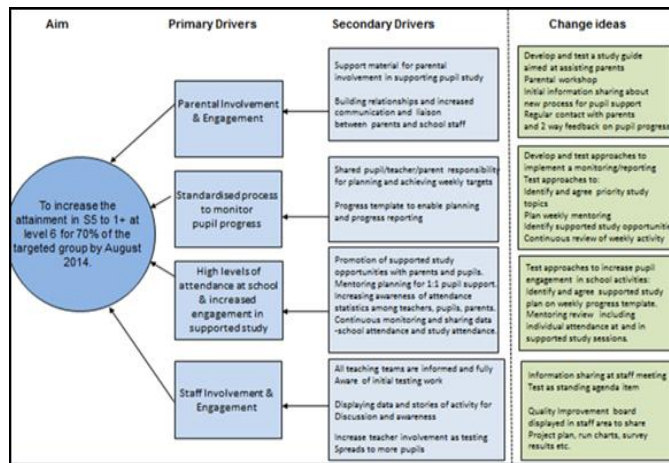 Aim
Primary Drivers
Secondary Drivers
Change ideas
To increase the
attainment in S5 to 1+ at
level 6 for 70% of the
targeted group by August
2014.
Parental Involvement
& Engagement
Support material for parental
involvement in supporting pupil study
Building relationships and increased
communication and liaison
between parents and school staff
Develop and test a study guide
aimed at assisting parents
Parental workshop
Initial information sharing about
new process for pupil support
Regular contact with parents
and 2 way feedback on pupil progress
Standardised process
to monitor
pupil progress
Shared pupil/teacher/parent responsibility
for planning and achieving weekly targets
Progress template to enable planning
and progress reporting
Develop and test approaches to
implement a monitoring/reporting
Test approaches to:
Identify and agree priority study
topics
Plan weekly mentoring
Identify supported study opportunities
Continuous review of weekly activity
High levels of
attendance at school
& increased
engagement in
supported study
Promotion of supported study
opportunities with parents and pupils.
Mentoring planning for 1:1 pupil support.
Increasing awareness of attendance
statistics among teachers, pupils, parents.
Continuous monitoring and sharing data
-school attendance and study attendance.
Test approaches to increase pupil
engagement in school activities:
Identify and agree supported study
plan on weekly progress template.
Mentoring review including
individual attendance at and in
supported study sessions.
Staff Involvement &
Engagement
All teaching teams are informed and fully
Aware of initial testing work
Displaying data and stories of activity for
Discussion and awareness
Increase teacher involvement as testing
Spreads to more pupils
Information sharing at staff meeting
Test as standing agenda item
Quality Improvement board
displayed in staff area to share
Project plan, run charts, survey
results etc.